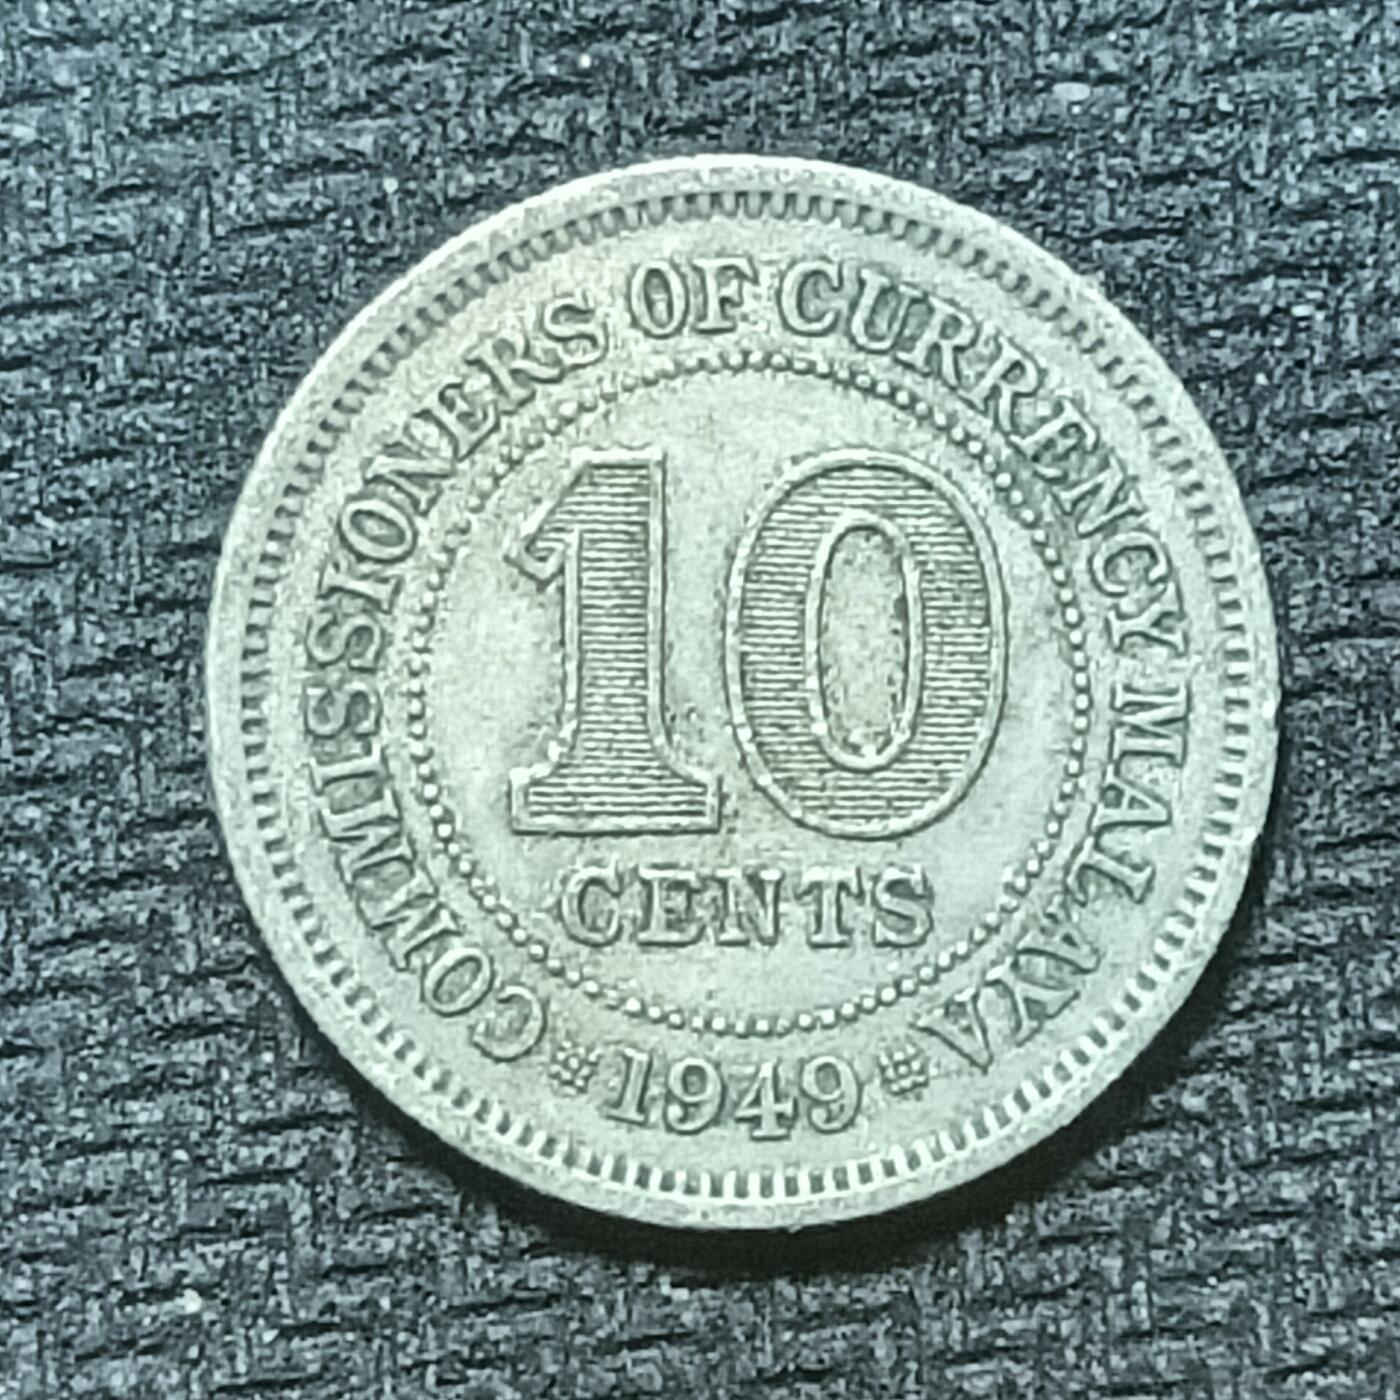 COMMISSIONERS OF CURRENCY MALAYA
10
CENTS
1949